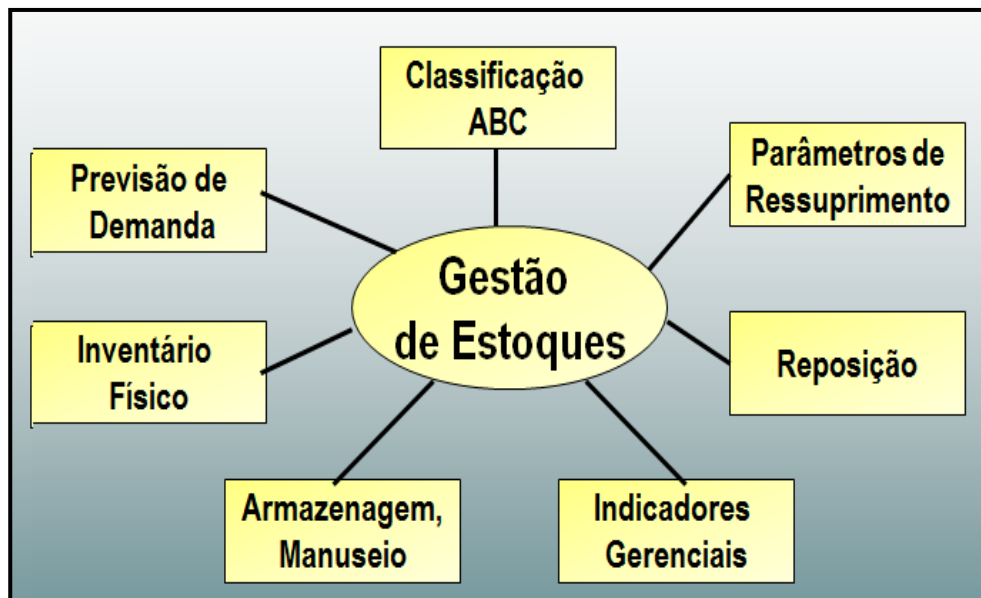 Classificação
ABC
Previsão de
Demanda
Parâmetros de
Ressuprimento
Gestão
de Estoques
Inventário
Físico
Reposição
Armazenagem,
Manuseio
Indicadores
Gerenciais